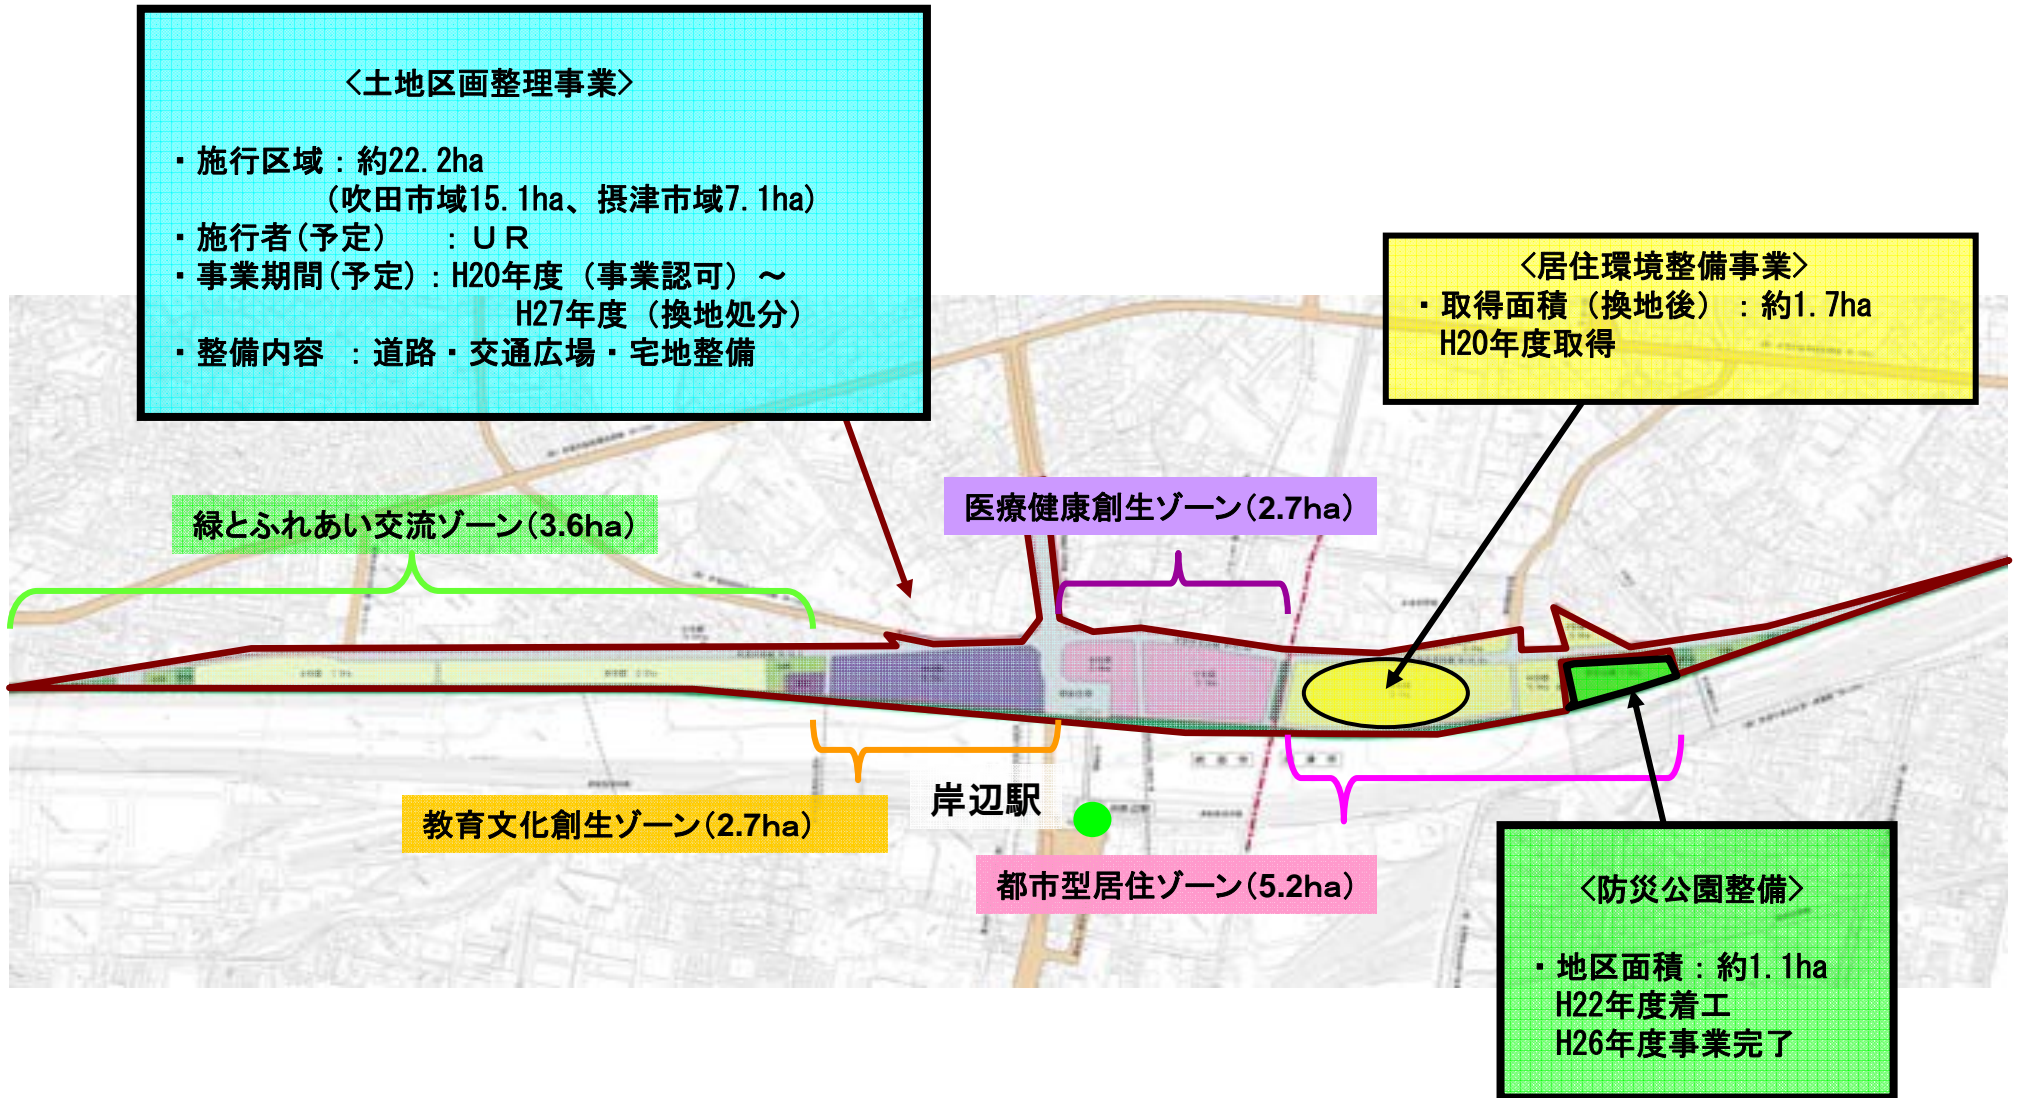 〈土地区画整理事業〉
・施行区域：約22.2ha
(吹田市域15.1ha、摂津市域7.1ha)
・施行者(予定)　：ＵＲ
・事業期間(予定)：H20年度（事業認可）～
H27年度（換地処分）
・整備内容　：道路・交通広場・宅地整備
〈居住環境整備事業〉
・取得面積（換地後）：約1.7ha
H20年度取得
緑とふれあい交流ゾーン(3.6ha)
医療健康創生ゾーン(2.7ha)
教育文化創生ゾーン(2.7ha)
岸辺駅
都市型居住ゾーン(5.2ha)
〈防災公園整備〉
・地区面積：約1.1ha
H22年度着工
H26年度事業完了